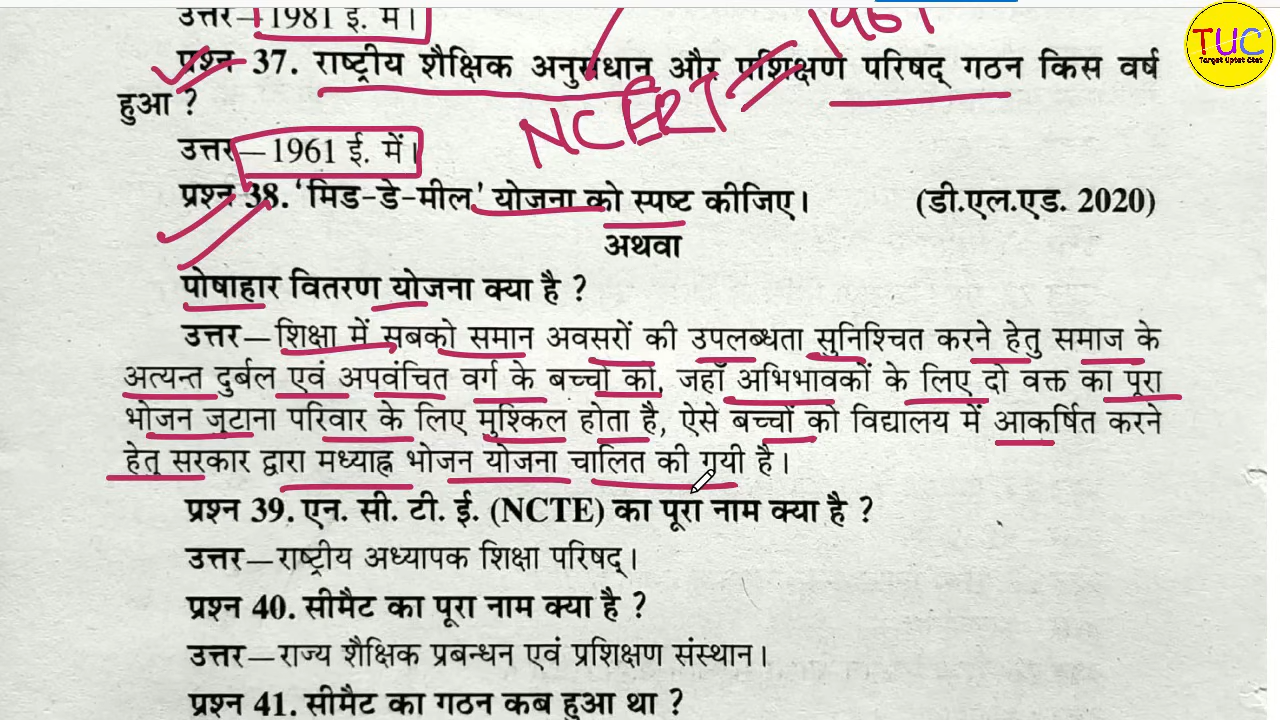 उत्तर—1981 ई. में।
1961
TUC
Target Uptet Ctet
प्रश्न 37. राष्ट्रीय शैक्षिक अनुसंधान और प्रशिक्षण परिषद् गठन किस वर्ष
हुआ ?
NCERT
उत्तर—1961 ई. में।
प्रश्न 38. 'मिड-डे-मील' योजना को स्पष्ट कीजिए। (डी.एल.एड. 2020)
अथवा
पोषाहार वितरण योजना क्या है ?
उत्तर—शिक्षा में सबको समान अवसरों की उपलब्धता सुनिश्चित करने हेतु समाज के
अत्यन्त दुर्बल एवं अपवंचित वर्ग के बच्चों को, जहाँ अभिभावकों के लिए दो वक्त का पूरा
भोजन जुटाना परिवार के लिए मुश्किल होता है, ऐसे बच्चों को विद्यालय में आकर्षित करने
हेतु सरकार द्वारा मध्याह्न भोजन योजना चालित की गयी है।
प्रश्न 39. एन. सी. टी. ई. (NCTE) का पूरा नाम क्या है ?
उत्तर—राष्ट्रीय अध्यापक शिक्षा परिषद्।
प्रश्न 40. सीमैट का पूरा नाम क्या है ?
उत्तर—राज्य शैक्षिक प्रबन्धन एवं प्रशिक्षण संस्थान।
प्रश्न 41. सीमैट का गठन कब हुआ था ?